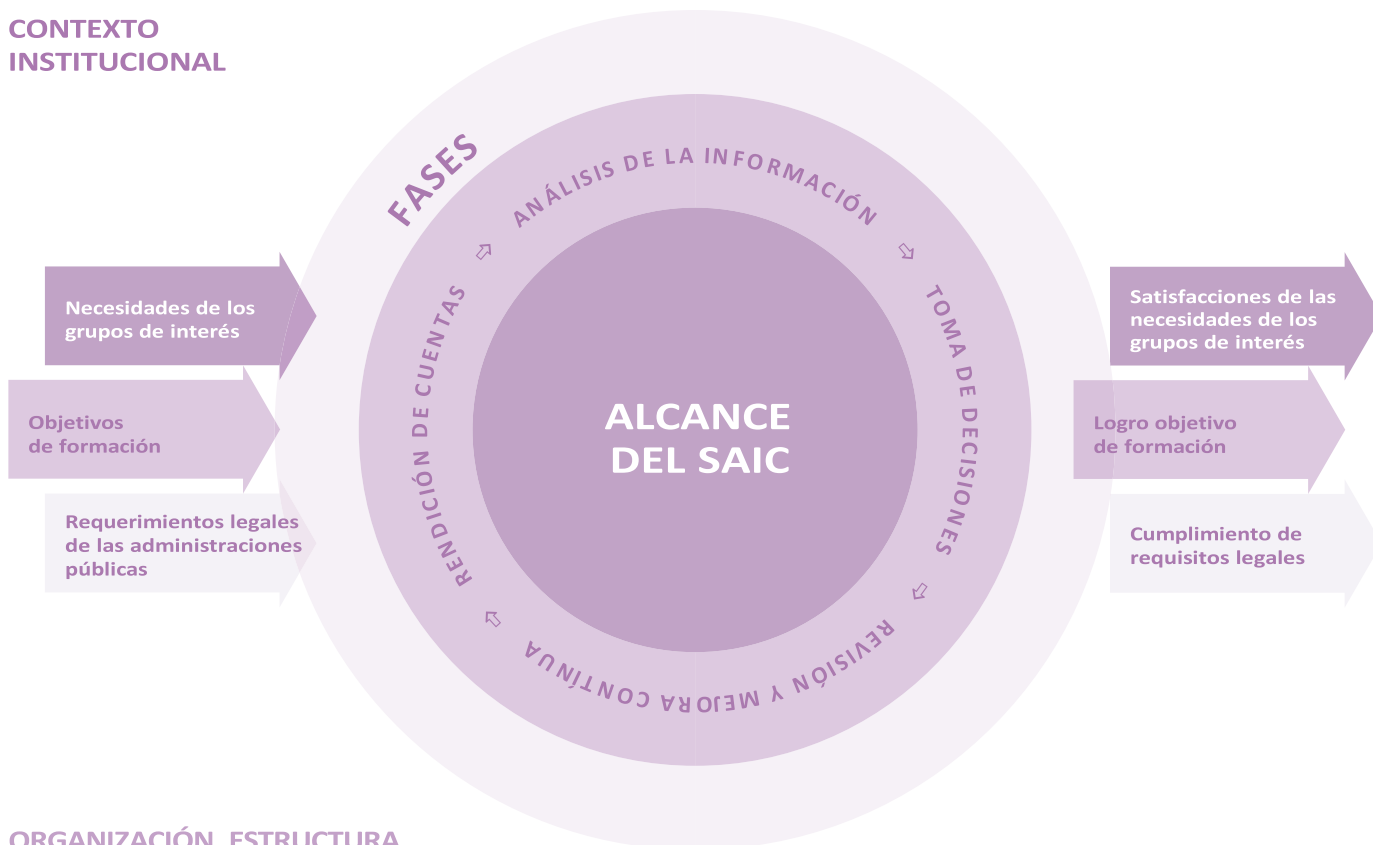 CONTEXTO
INSTITUCIONAL
FASES
ANÁLISIS DE LA INFORMACIÓN
TOMA DE DECISIONES
REVISIÓN Y MEJORA CONTÍNUA
RENDICIÓN DE CUENTAS
Necesidades de los
grupos de interés
Objetivos
de formación
Requerimientos legales
de las administraciones
públicas
ALCANCE
DEL SAIC
Satisfacciones de las
necesidades de los
grupos de interés
Logro objetivo
de formación
Cumplimiento de
requisitos legales
ORGANIZACIÓN ESTRUCTURA